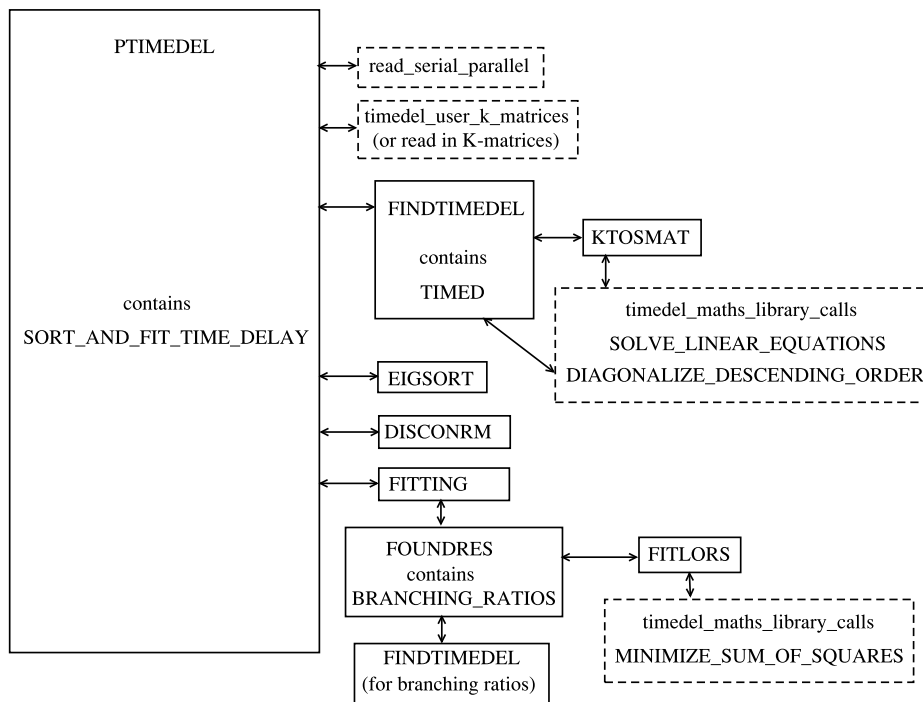 PTIMEDEL
contains
SORT_AND_FIT_TIME_DELAY
read_serial_parallel
timedel_user_k_matrices
(or read in K-matrices)
FINDTIMEDEL
contains
TIMED
KTOSMAT
timedel_maths_library_calls
SOLVE_LINEAR_EQUATIONS
DIAGONALIZE_DESCENDING_ORDER
EIGSORT
DISCONRM
FITTING
FOUNDRES
contains
BRANCHING_RATIOS
FITLORS
timedel_maths_library_calls
MINIMIZE_SUM_OF_SQUARES
FINDTIMEDEL
(for branching ratios)